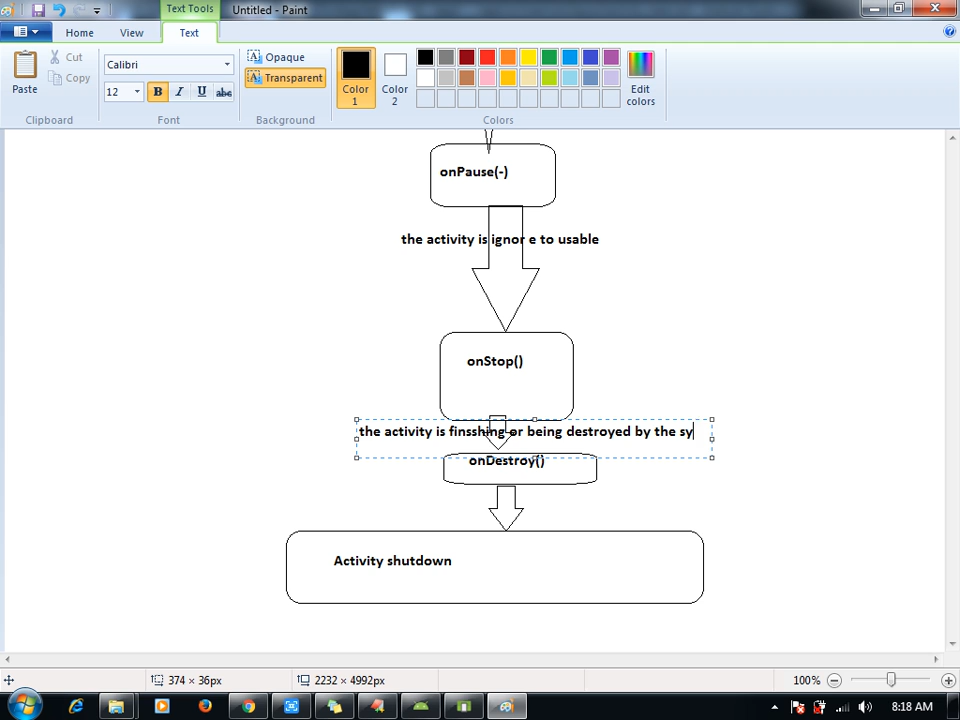 Text Tools
Untitled - Paint
Home
View
Text
Paste
Cut
Copy
Clipboard
Calibri
12
B
I
U
abc
Font
Opaque
Transparent
Background
Color
1
Color
2
Colors
Edit
colors
onPause(-)
the activity is ignor e to usable
onStop()
the activity is finsshing or being destroyed by the sy
onDestroy()
Activity shutdown
374 × 36px
2232 × 4992px
100%
8:18 AM